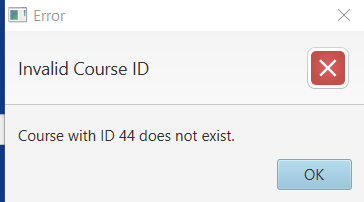 Error
Invalid Course ID
Course with ID 44 does not exist.
OK